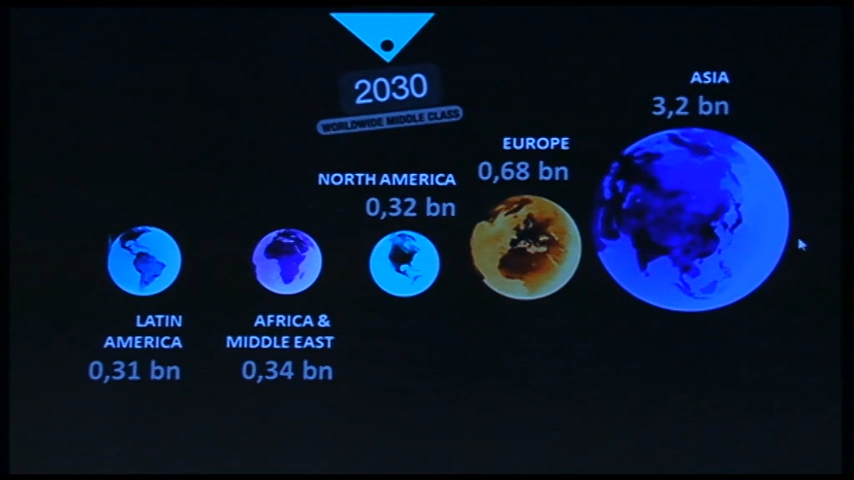 2030
WORLDWIDE MIDDLE CLASS
ASIA
3,2 bn
EUROPE
0,68 bn
NORTH AMERICA
0,32 bn
LATIN
AMERICA
0,31 bn
AFRICA &
MIDDLE EAST
0,34 bn